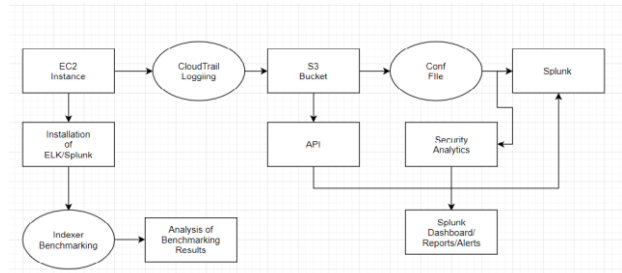 EC2
Instance
CloudTrail
Loggiing
S3
Bucket
Conf
FIle
Splunk
Installation
of
ELK/Splunk
API
Security
Analytics
Indexer
Benchmarking
Analysis of
Benchmarking
Results
Splunk
Dashboard/
Reports/Alerts